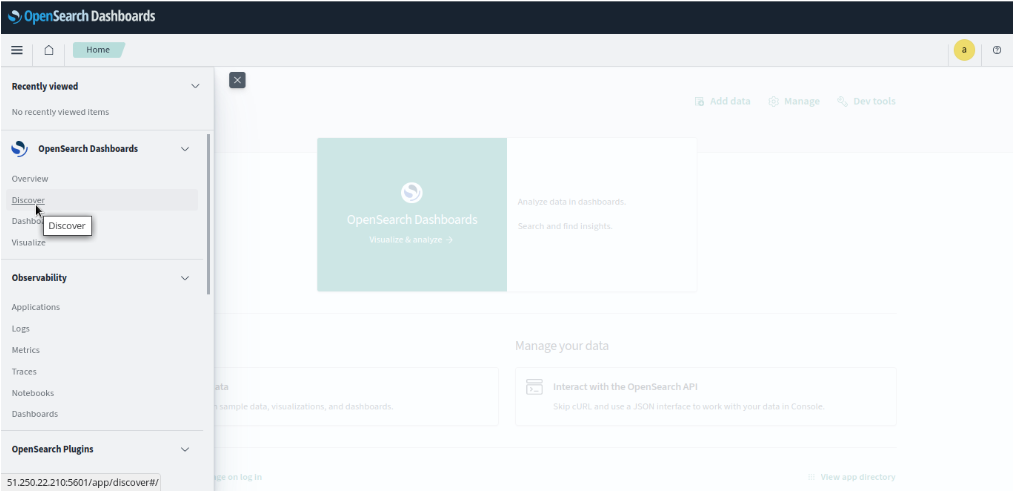 OpenSearch Dashboards
Home
a
Recently viewed
No recently viewed items
Add data
Manage
Dev tools
OpenSearch Dashboards
Overview
Discover
Dashbo
Discover
Visualize
OpenSearch Dashboards
Visualize & analyze
Analyze data in dashboards.
Search and find insights.
Observability
Applications
Logs
Metrics
Traces
Notebooks
Dashboards
Manage your data
ata
sample data, visualizations, and dashboards.
Interact with the OpenSearch API
Skip cURL and use a JSON interface to work with your data in Console.
OpenSearch Plugins
ge on log in
View app directory
51.250.22.210:5601/app/discover#/